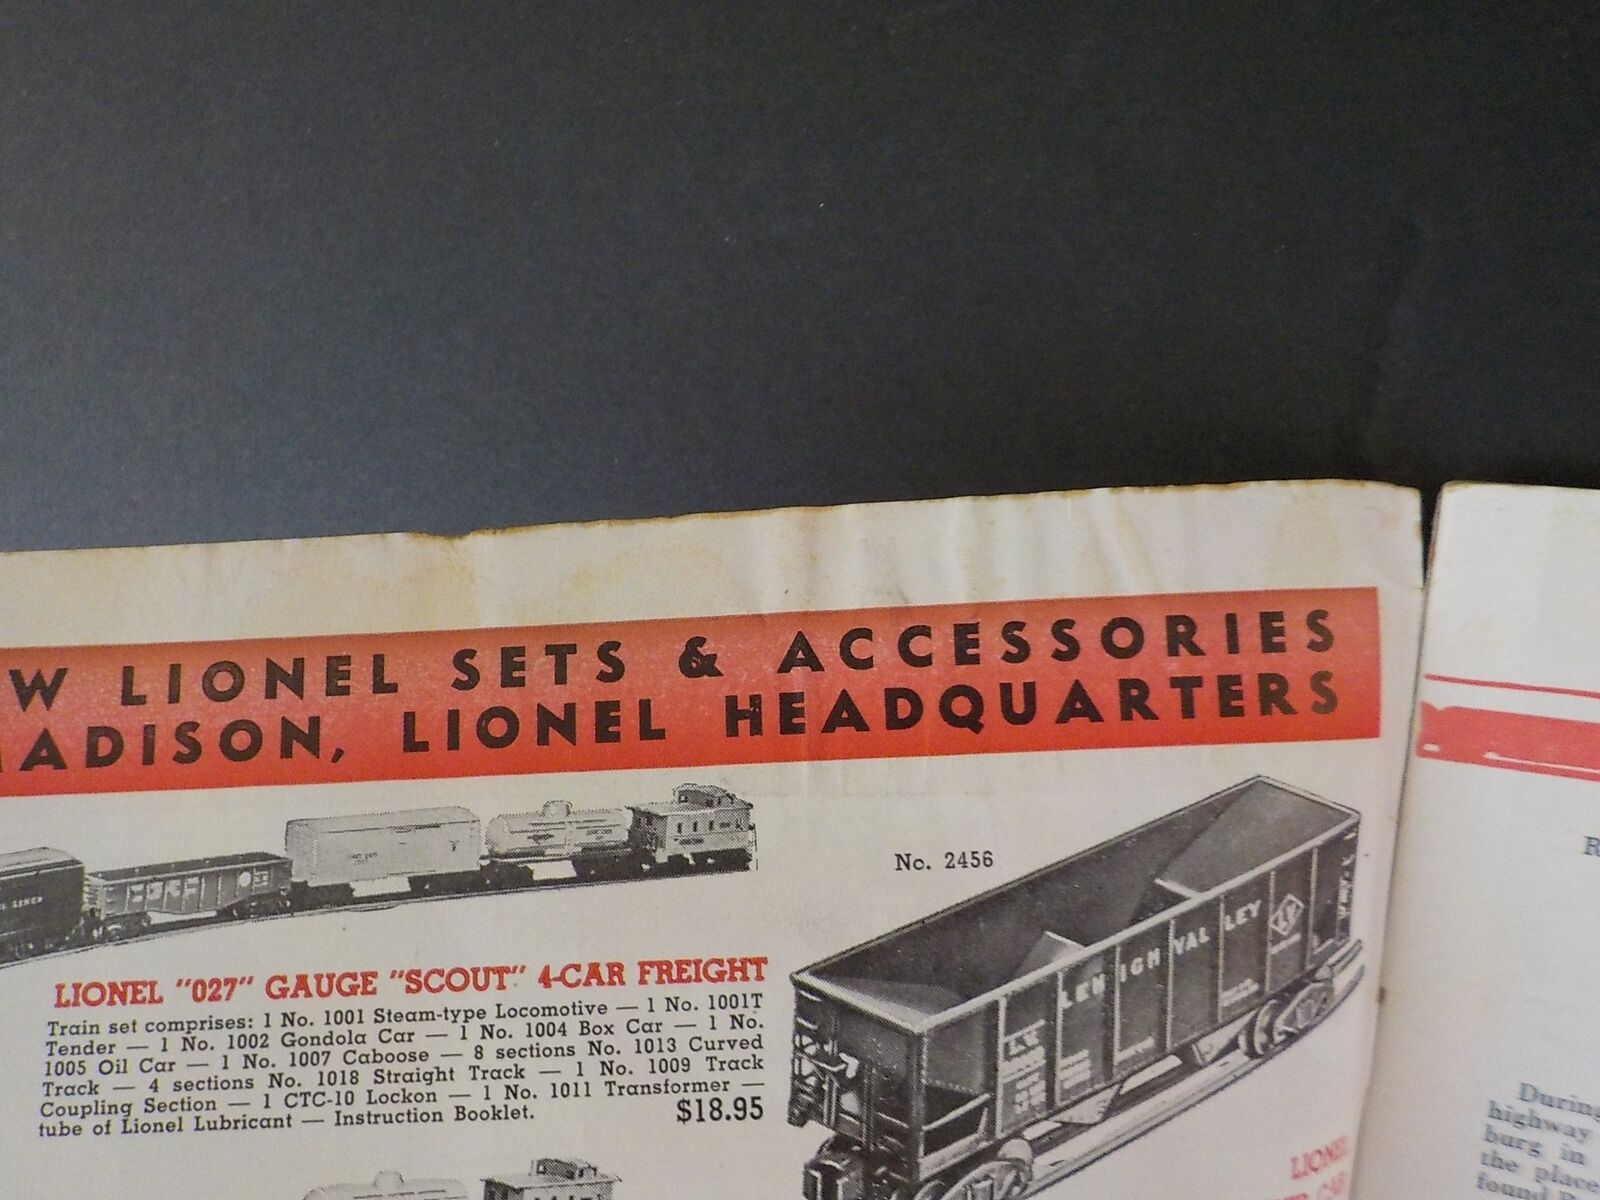 W LIONEL SETS & ACCESSORIES
ADISON, LIONEL HEADQUARTERS
No. 2456
LEHIGH VALLEY
LV
LV
LIONEL "027" GAUGE "SCOUT" 4-CAR FREIGHT
Train set comprises: 1 No. 1001 Steam-type Locomotive — 1 No. 1001T
Tender — 1 No. 1002 Gondola Car — 1 No. 1004 Box Car — 1 No.
1005 Oil Car — 1 No. 1007 Caboose — 8 sections No. 1013 Curved
Track — 4 sections No. 1018 Straight Track — 1 No. 1009 Track
Coupling Section — 1 CTC-10 Lockon — 1 No. 1011 Transformer —
tube of Lionel Lubricant — Instruction Booklet. $18.95
LIONEL
CAR
R
During
highway
burg in
the place
found